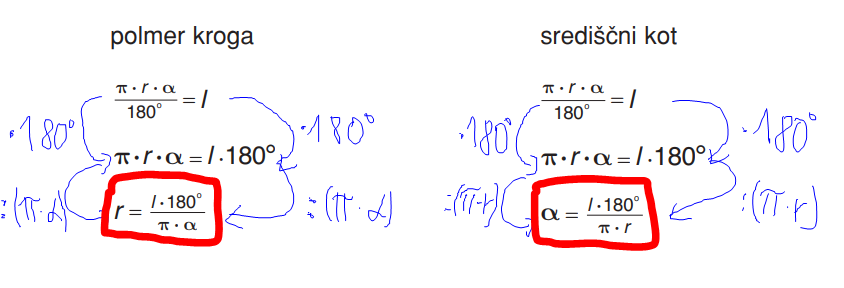 polmer kroga
π · r · α / 180° = l
· 180° · 180°
π · r · α = l · 180°
: (π · α) r = l · 180° / π · α : (π · α)
središčni kot
π · r · α / 180° = l
· 180° · 180°
π · r · α = l · 180°
: (π · r) α = l · 180° / π · r : (π · r)